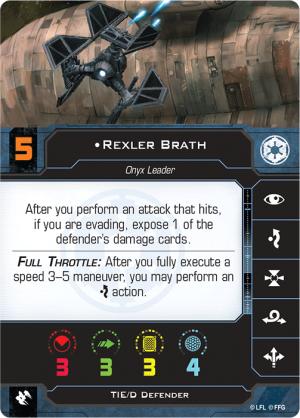 5
•Rexler Brath
Onyx Leader
After you perform an attack that hits,
if you are evading, expose 1 of the
defender's damage cards.
Full Throttle: After you fully execute a
speed 3–5 maneuver, you may perform an
action.
3 3 3 4
TIE/D Defender
© LFL © FFG